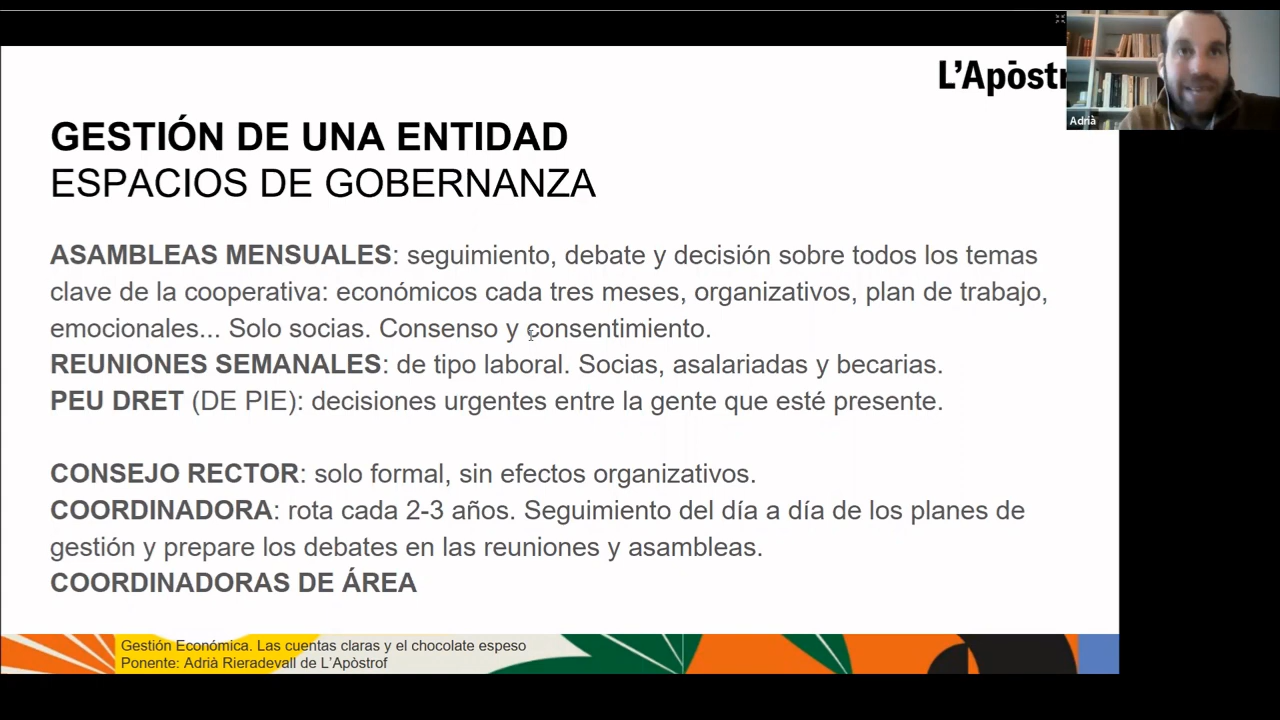 L'Apòstr
Adrià
GESTIÓN DE UNA ENTIDAD
ESPACIOS DE GOBERNANZA
ASAMBLEAS MENSUALES: seguimiento, debate y decisión sobre todos los temas
clave de la cooperativa: económicos cada tres meses, organizativos, plan de trabajo,
emocionales... Solo socias. Consenso y consentimiento.
REUNIONES SEMANALES: de tipo laboral. Socias, asalariadas y becarias.
PEU DRET (DE PIE): decisiones urgentes entre la gente que esté presente.
CONSEJO RECTOR: solo formal, sin efectos organizativos.
COORDINADORA: rota cada 2-3 años. Seguimiento del día a día de los planes de
gestión y prepare los debates en las reuniones y asambleas.
COORDINADORAS DE ÁREA
Gestión Económica. Las cuentas claras y el chocolate espeso
Ponente: Adrià Rieradevall de L'Apòstrof